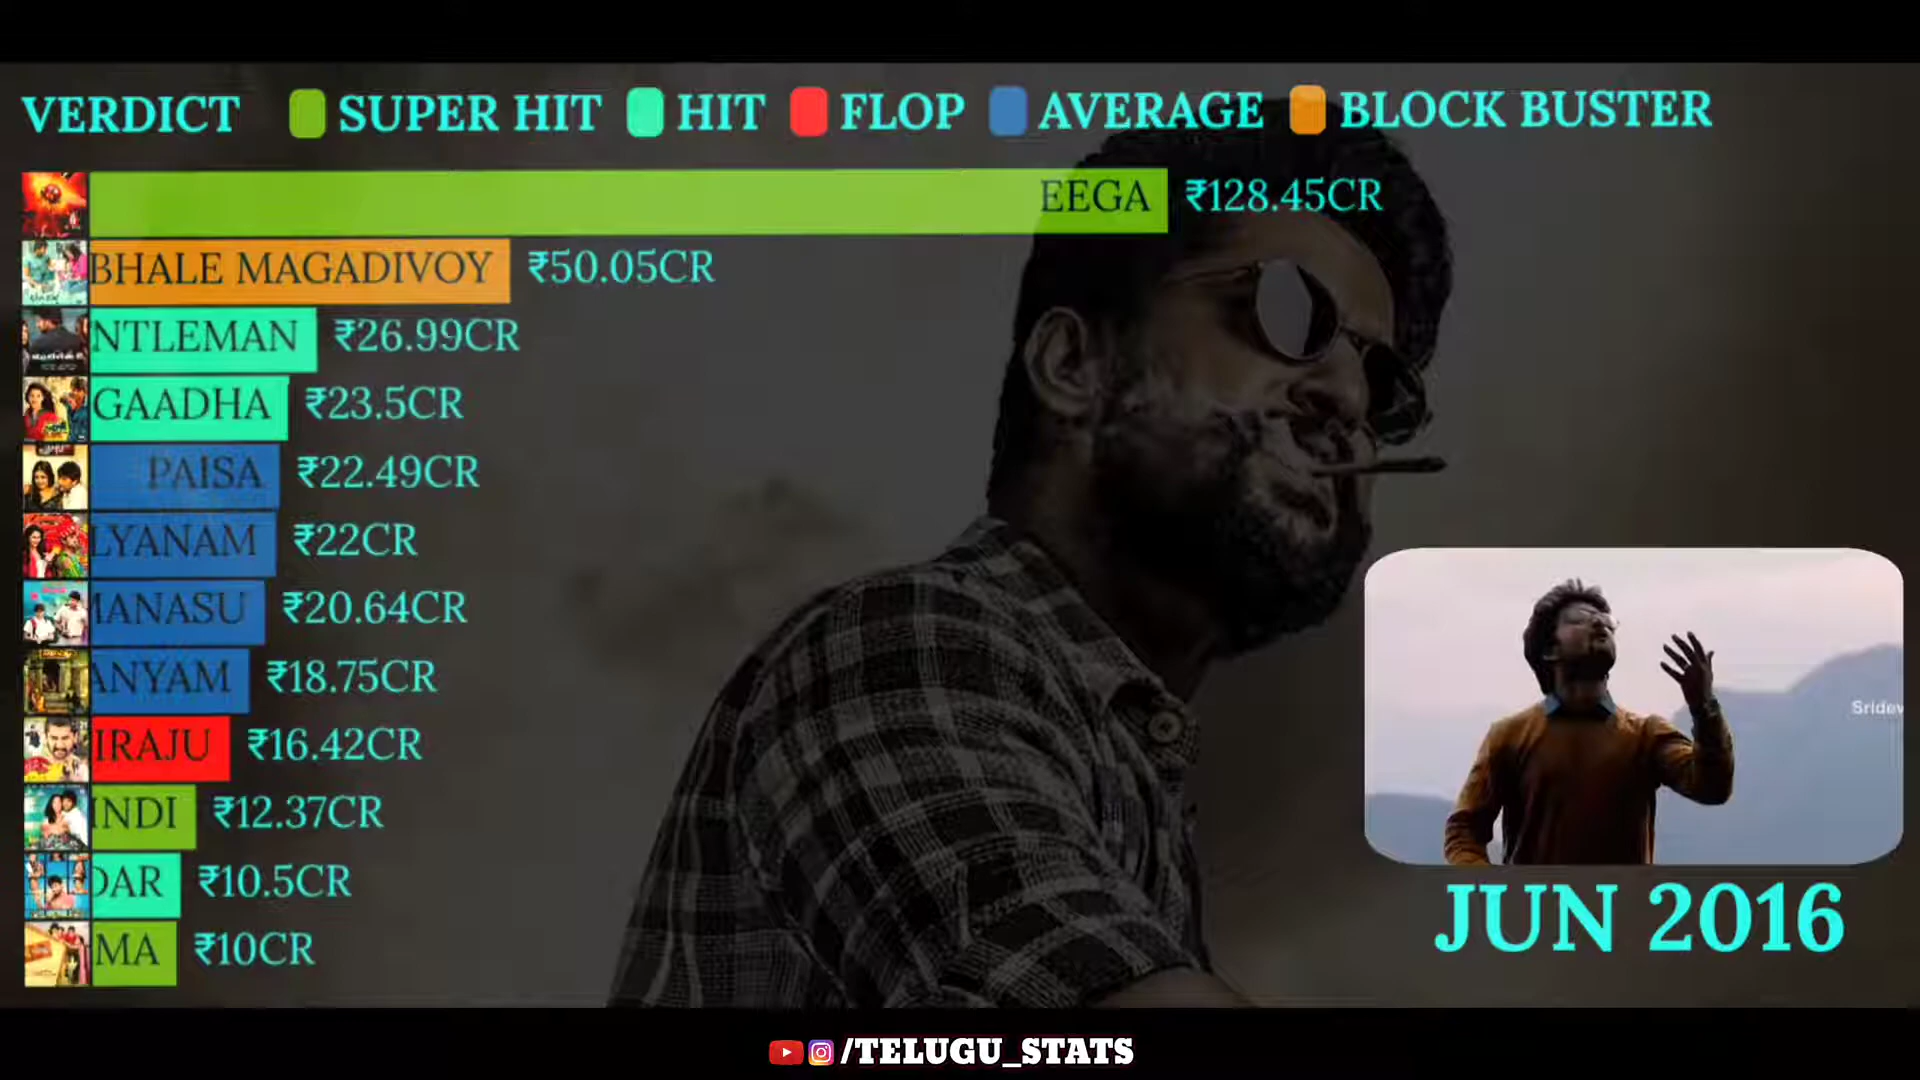 VERDICT SUPER HIT HIT FLOP AVERAGE BLOCK BUSTER
EEGA ₹128.45CR
BHALE MAGADIVOY ₹50.05CR
NTLEMAN ₹26.99CR
GAADHA ₹23.5CR
PAISA ₹22.49CR
LYANAM ₹22CR
MANASU ₹20.64CR
ANYAM ₹18.75CR
IRAJU ₹16.42CR
INDI ₹12.37CR
DAR ₹10.5CR
MA ₹10CR
Sridev
JUN 2016
/TELUGU_STATS